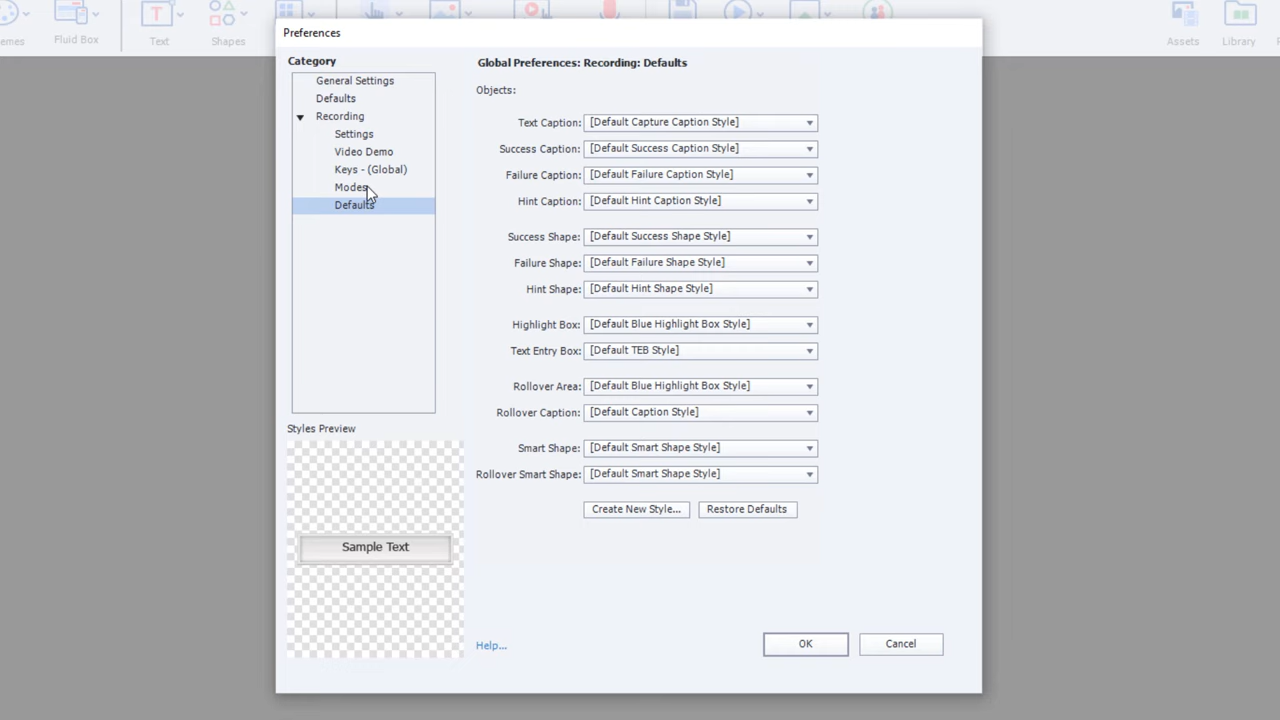 emes
Fluid Box
Text
Shapes
Assets
Library
Preferences
Category
General Settings
Defaults
Recording
Settings
Video Demo
Keys - (Global)
Modes
Defaults
Global Preferences: Recording: Defaults
Objects:
Text Caption: [Default Capture Caption Style]
Success Caption: [Default Success Caption Style]
Failure Caption: [Default Failure Caption Style]
Hint Caption: [Default Hint Caption Style]
Success Shape: [Default Success Shape Style]
Failure Shape: [Default Failure Shape Style]
Hint Shape: [Default Hint Shape Style]
Highlight Box: [Default Blue Highlight Box Style]
Text Entry Box: [Default TEB Style]
Rollover Area: [Default Blue Highlight Box Style]
Rollover Caption: [Default Caption Style]
Smart Shape: [Default Smart Shape Style]
Rollover Smart Shape: [Default Smart Shape Style]
Create New Style... Restore Defaults
Styles Preview
Sample Text
Help...
OK Cancel